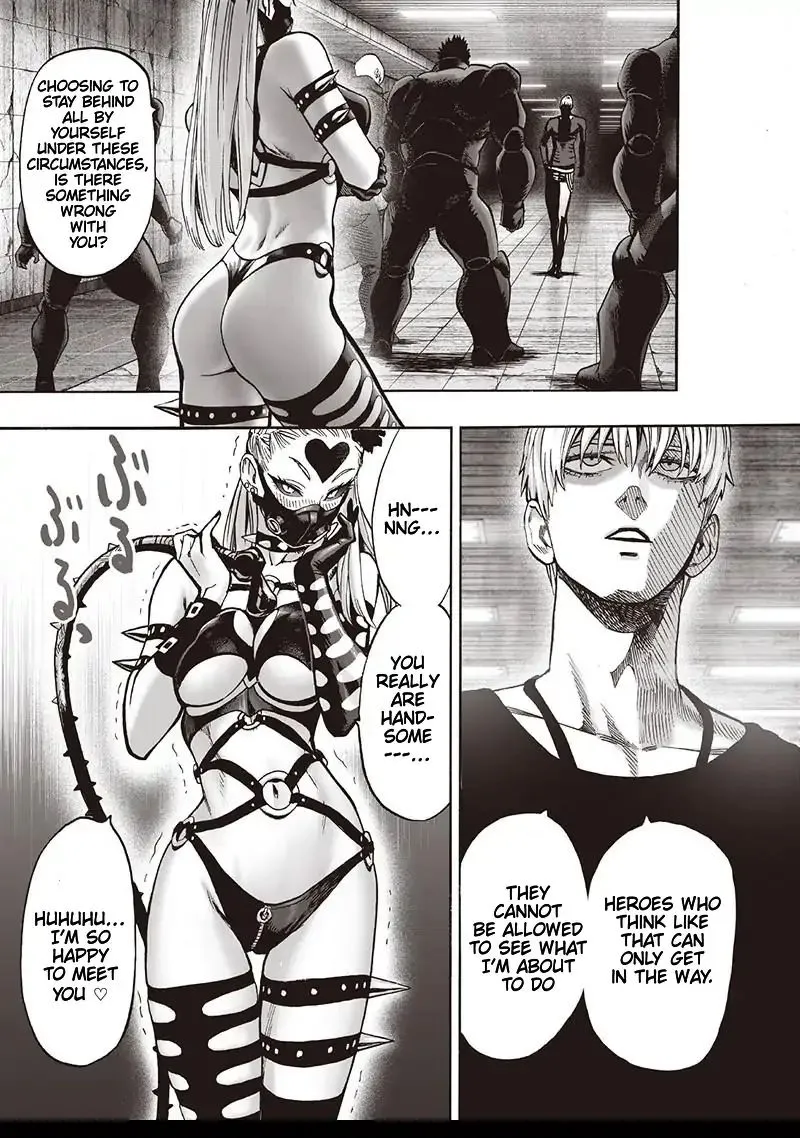 CHOOSING TO
STAY BEHIND
ALL BY
YOURSELF
UNDER THESE
CIRCUMSTANCES,
IS THERE
SOMETHING
WRONG
WITH
YOU?
HEROES WHO
THINK LIKE
THAT CAN
ONLY GET
IN THE WAY.
THEY
CANNOT
BE ALLOWED
TO SEE WHAT
I'M ABOUT
TO DO
HN---
NNG...
YOU
REALLY
ARE
HAND-
SOME
---...
ぶるぶる
HUHUHU...
I'M SO
HAPPY
TO MEET
YOU ♡